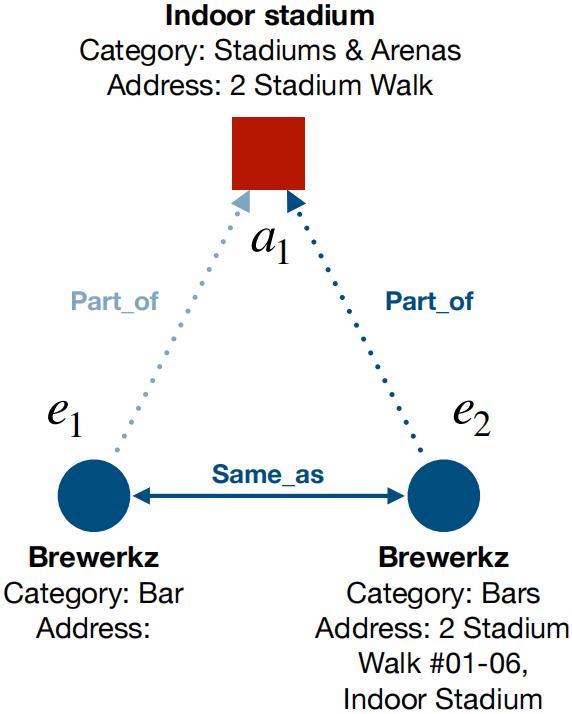 Indoor stadium
Category: Stadiums & Arenas
Address: 2 Stadium Walk
a1
Part_of
Part_of
e1
e2
Same_as
Brewerkz
Category: Bar
Address:
Brewerkz
Category: Bars
Address: 2 Stadium
Walk #01-06,
Indoor Stadium